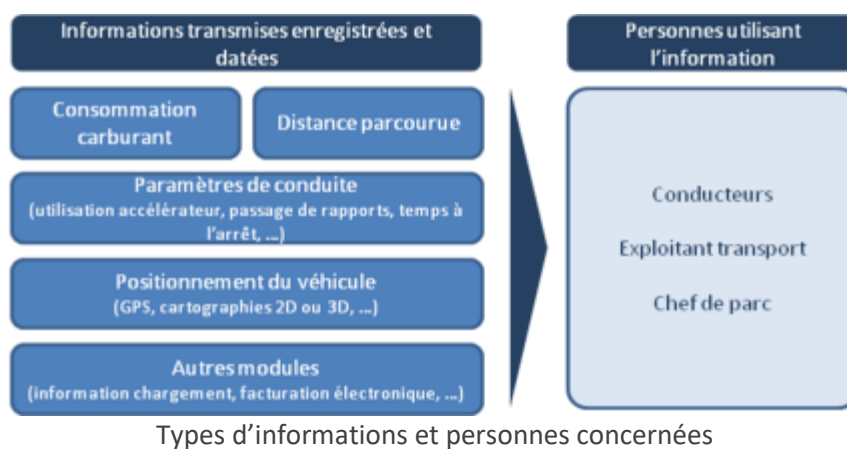 Informations transmises enregistrées et
datées
Personnes utilisant
l'information
Consommation
carburant
Distance parcourue
Paramètres de conduite
(utilisation accélérateur, passage de rapports, temps à
l'arrêt, ...)
Positionnement du véhicule
(GPS, cartographies 2D ou 3D, ...)
Autres modules
(information chargement, facturation électronique, ...)
Conducteurs
Exploitant transport
Chef de parc
Types d'informations et personnes concernées